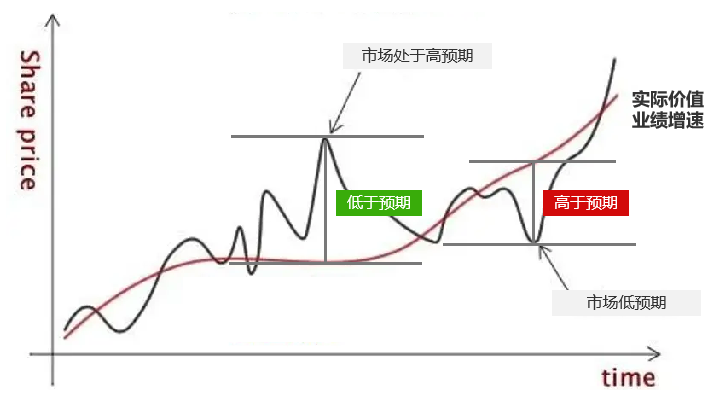 Share price
市场处于高预期
实际价值
业绩增速
低于预期
高于预期
市场低预期
time